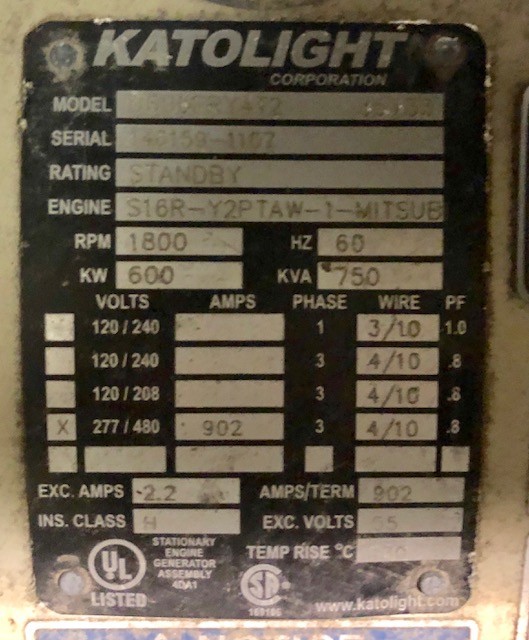 KATOLIGHT
CORPORATION
MODEL
SERIAL -1167
RATING STANDBY
ENGINE S16R-Y2PTAW-1-MITSUB
RPM 1800 HZ 60
KW 600 KVA 750
VOLTS AMPS PHASE WIRE PF
120 / 240 1 3/10 1.0
120 / 240 3 4/10 .8
120 / 208 3 4/10 .8
X 277 / 480 902 3 4/10 .8
EXC. AMPS 2.2 AMPS/TERM 902
INS. CLASS H EXC. VOLTS
TEMP RISE °C
UL
LISTED
STATIONARY
ENGINE
GENERATOR
ASSEMBLY
4DA1
www.katolight.com